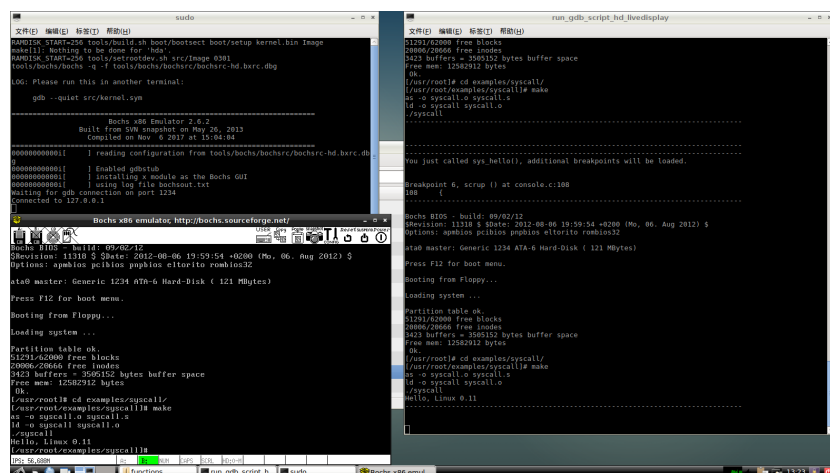 sudo
文件(F) 编辑(E) 标签(T) 帮助(H)
RAMDISK_START=256 tools/build.sh boot/bootsect boot/setup kernel.bin Image
make[1]: Nothing to be done for 'hda'.
RAMDISK_START=256 tools/setrootdev.sh src/Image 0301
tools/bochs/bochs -q -f tools/bochs/bochsrc/bochsrc-hd.bxrc.dbg
LOG: Please run this in another terminal:
gdb --quiet src/kernel.sym
========================================================================
Bochs x86 Emulator 2.6.2
Built from SVN snapshot on May 26, 2013
Compiled on Nov 6 2017 at 15:04:04
========================================================================
00000000000i[ ] reading configuration from tools/bochs/bochsrc/bochsrc-hd.bxrc.db
g
00000000000i[ ] Enabled gdbstub
00000000000i[ ] installing x module as the Bochs GUI
00000000000i[ ] using log file bochsout.txt
Waiting for gdb connection on port 1234
Connected to 127.0.0.1
Bochs x86 emulator, http://bochs.sourceforge.net/
USER Copy Paste Snapshot Reset Suspend Power
CONFIG
Bochs BIOS - build: 09/02/12
$Revision: 11318 $ $Date: 2012-08-06 19:59:54 +0200 (Mo, 06. Aug 2012) $
Options: apmbios pcibios pnpbios eltorito rombios32
ata0 master: Generic 1234 ATA-6 Hard-Disk ( 121 MBytes)
Press F12 for boot menu.
Booting from Floppy...
Loading system ...
Partition table ok.
51291/62000 free blocks
20006/20666 free inodes
3423 buffers = 3505152 bytes buffer space
Free mem: 12582912 bytes
Ok.
[/usr/root]# cd examples/syscall/
[/usr/root/examples/syscall]# make
as -o syscall.o syscall.s
ld -o syscall syscall.o
./syscall
Hello, Linux 0.11
[/usr/root/examples/syscall]#
IPS: 56,688M A: NUM CAPS SCRL HD:0-M
run_gdb_script_hd_livedisplay
文件(F) 编辑(E) 标签(T) 帮助(H)
51291/62000 free blocks
20006/20666 free inodes
3423 buffers = 3505152 bytes buffer space
Free mem: 12582912 bytes
Ok.
[/usr/root]# cd examples/syscall/
[/usr/root/examples/syscall]# make
as -o syscall.o syscall.s
ld -o syscall syscall.o
./syscall
You just called sys_hello(), additional breakpoints will be loaded.
Breakpoint 6, scrup () at console.c:108
108 {
Bochs BIOS - build: 09/02/12
$Revision: 11318 $ $Date: 2012-08-06 19:59:54 +0200 (Mo, 06. Aug 2012) $
Options: apmbios pcibios pnpbios eltorito rombios32
ata0 master: Generic 1234 ATA-6 Hard-Disk ( 121 MBytes)
Press F12 for boot menu.
Booting from Floppy...
Loading system ...
Partition table ok.
51291/62000 free blocks
20006/20666 free inodes
3423 buffers = 3505152 bytes buffer space
Free mem: 12582912 bytes
Ok.
[/usr/root]# cd examples/syscall/
[/usr/root/examples/syscall]# make
as -o syscall.o syscall.s
ld -o syscall syscall.o
./syscall
Hello, Linux 0.11
functions run_gdb_script_h sudo Bochs x86 emul 13:23